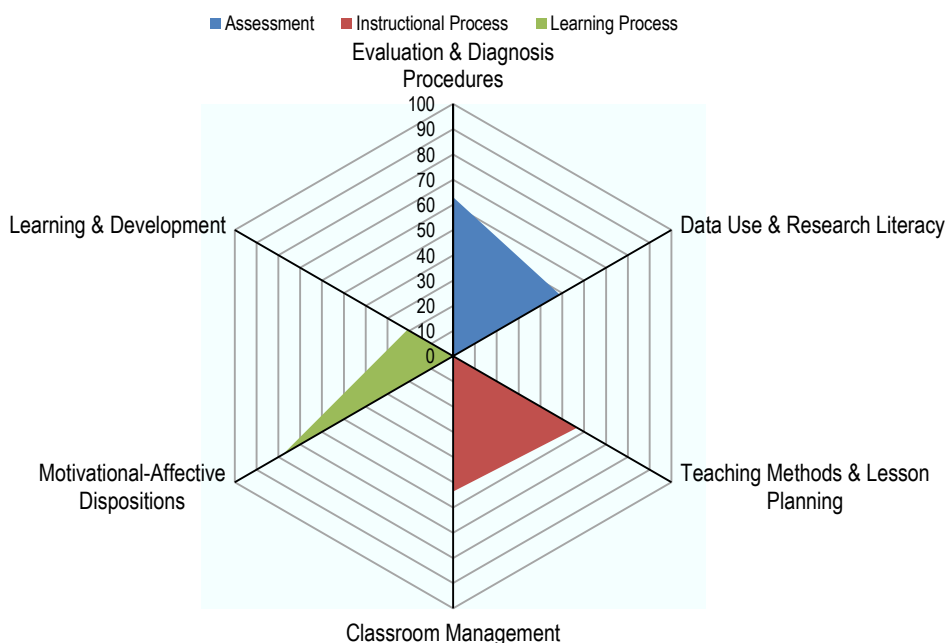 Assessment Instructional Process Learning Process
Evaluation & Diagnosis
Procedures
100
90
80
70
60
50
40
30
20
10
0
Learning & Development
Data Use & Research Literacy
Motivational-Affective
Dispositions
Teaching Methods & Lesson
Planning
Classroom Management